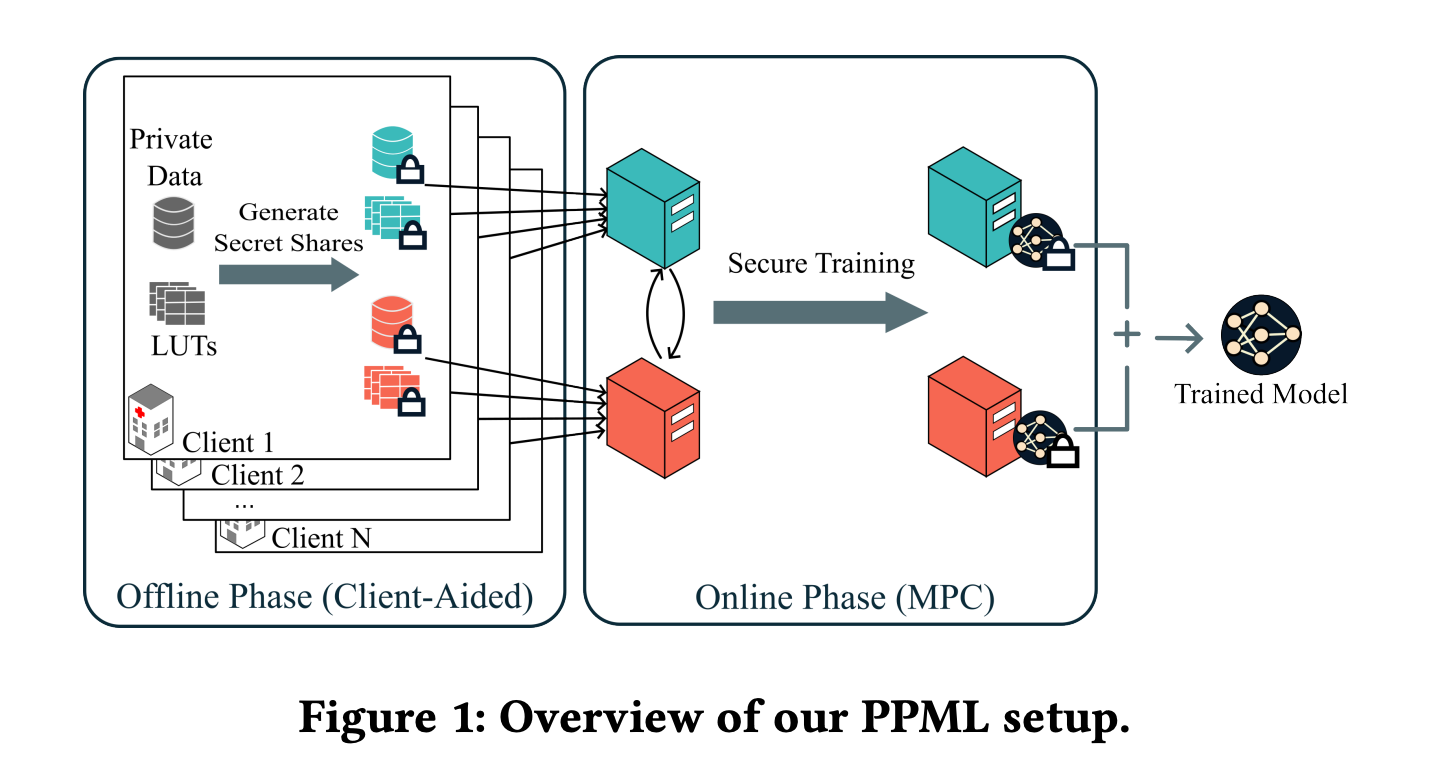 Private
Data
Generate
Secret Shares
LUTs
Client 1
Client 2
...
Client N
Offline Phase (Client-Aided)
Secure Training
Online Phase (MPC)
+
Trained Model
Figure 1: Overview of our PPML setup.